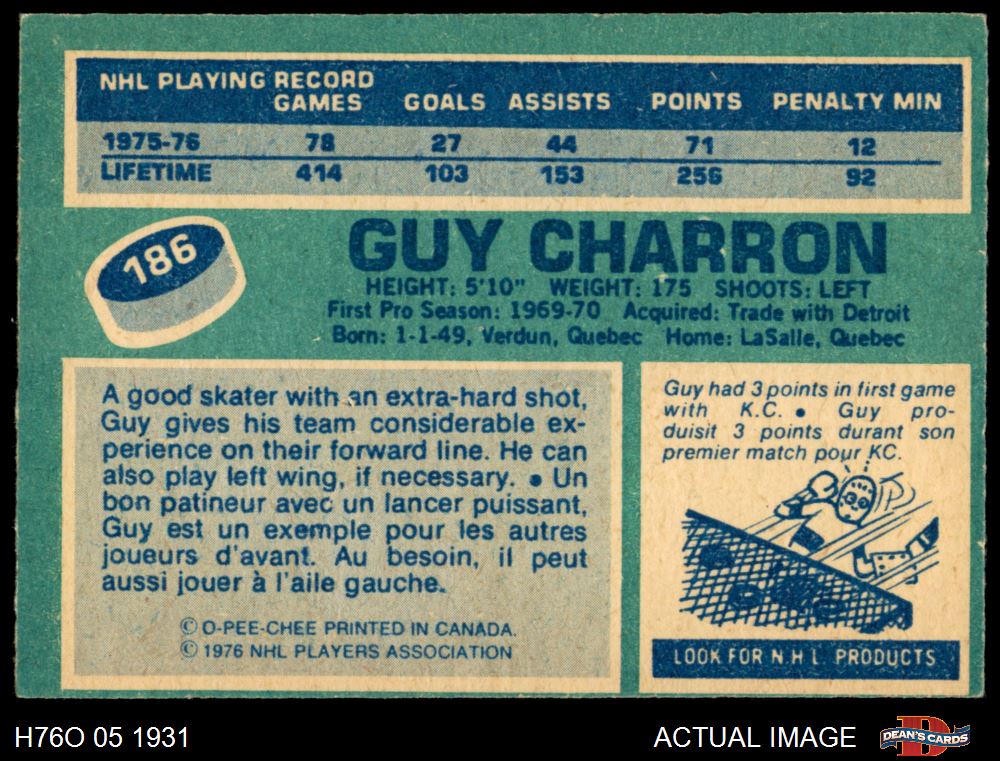 NHL PLAYING RECORD
GAMES GOALS ASSISTS POINTS PENALTY MIN
1975-76 78 27 44 71 12
LIFETIME 414 103 153 256 92
186
GUY CHARRON
HEIGHT: 5'10" WEIGHT: 175 SHOOTS: LEFT
First Pro Season: 1969-70 Acquired: Trade with Detroit
Born: 1-1-49, Verdun, Quebec Home: LaSalle, Quebec
A good skater with an extra-hard shot,
Guy gives his team considerable ex-
perience on their forward line. He can
also play left wing, if necessary. • Un
bon patineur avec un lancer puissant,
Guy est un exemple pour les autres
joueurs d'avant. Au besoin, il peut
aussi jouer à l'aile gauche.
© O-PEE-CHEE PRINTED IN CANADA.
© 1976 NHL PLAYERS ASSOCIATION
Guy had 3 points in first game
with K.C. • Guy pro-
duisit 3 points durant son
premier match pour KC.
LOOK FOR N.H.L. PRODUCTS
H76O 05 1931
ACTUAL IMAGE
D
DEAN'S CARDS